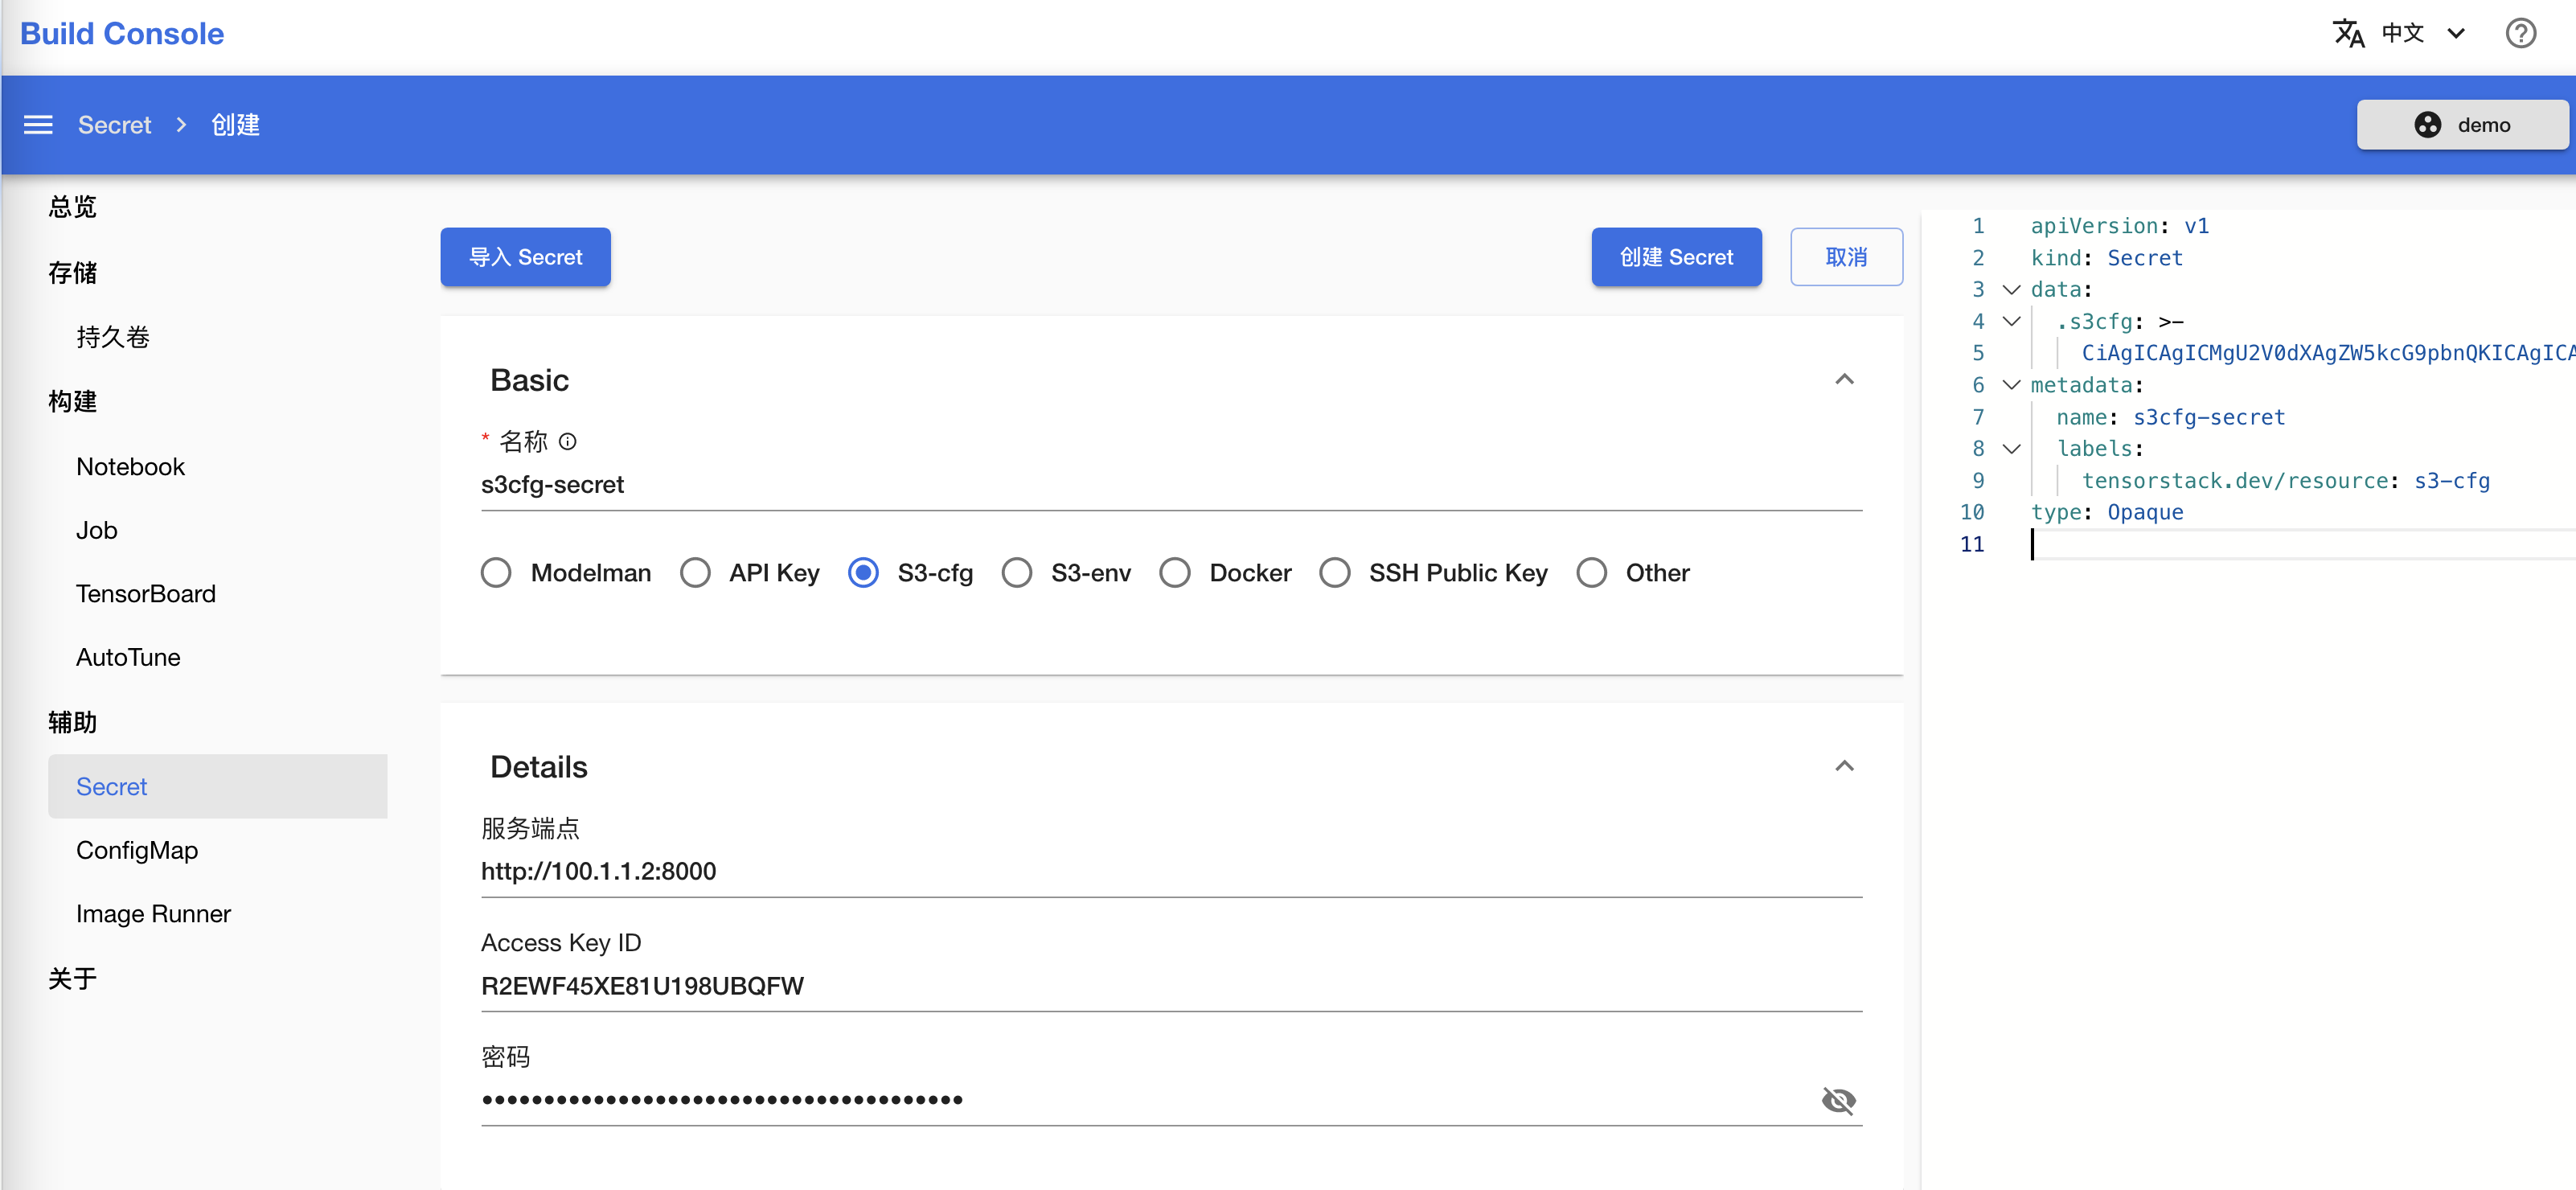 Build Console
中文
Secret > 创建
demo
总览
存储
持久卷
构建
Notebook
Job
TensorBoard
AutoTune
辅助
Secret
ConfigMap
Image Runner
关于
导入 Secret
创建 Secret
取消
Basic
* 名称
s3cfg-secret
Modelman
API Key
S3-cfg
S3-env
Docker
SSH Public Key
Other
Details
服务端点
http://100.1.1.2:8000
Access Key ID
R2EWF45XE81U198UBQFW
密码
1 apiVersion: v1
2 kind: Secret
3 data:
4 .s3cfg: >-
5 CiAgICAgICMgU2V0dXAgZW5kcG9pbnQKICAgICA
6 metadata:
7 name: s3cfg-secret
8 labels:
9 tensorstack.dev/resource: s3-cfg
10 type: Opaque
11